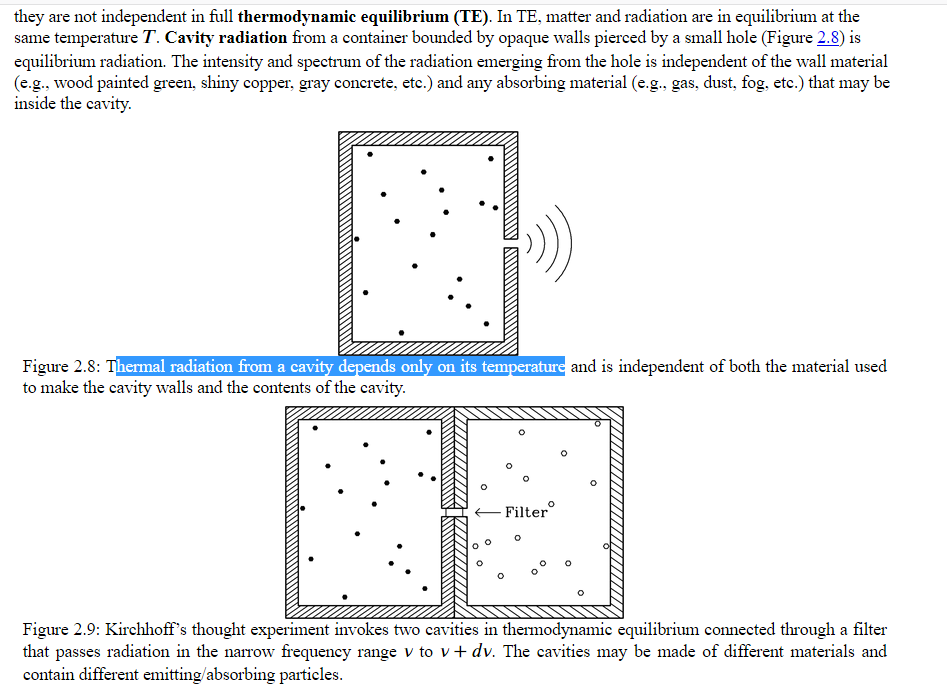 they are not independent in full thermodynamic equilibrium (TE). In TE, matter and radiation are in equilibrium at the
same temperature T. Cavity radiation from a container bounded by opaque walls pierced by a small hole (Figure 2.8) is
equilibrium radiation. The intensity and spectrum of the radiation emerging from the hole is independent of the wall material
(e.g., wood painted green, shiny copper, gray concrete, etc.) and any absorbing material (e.g., gas, dust, fog, etc.) that may be
inside the cavity.
Figure 2.8: Thermal radiation from a cavity depends only on its temperature and is independent of both the material used
to make the cavity walls and the contents of the cavity.
Filter
Figure 2.9: Kirchhoff’s thought experiment invokes two cavities in thermodynamic equilibrium connected through a filter
that passes radiation in the narrow frequency range ν to ν + dν. The cavities may be made of different materials and
contain different emitting/absorbing particles.